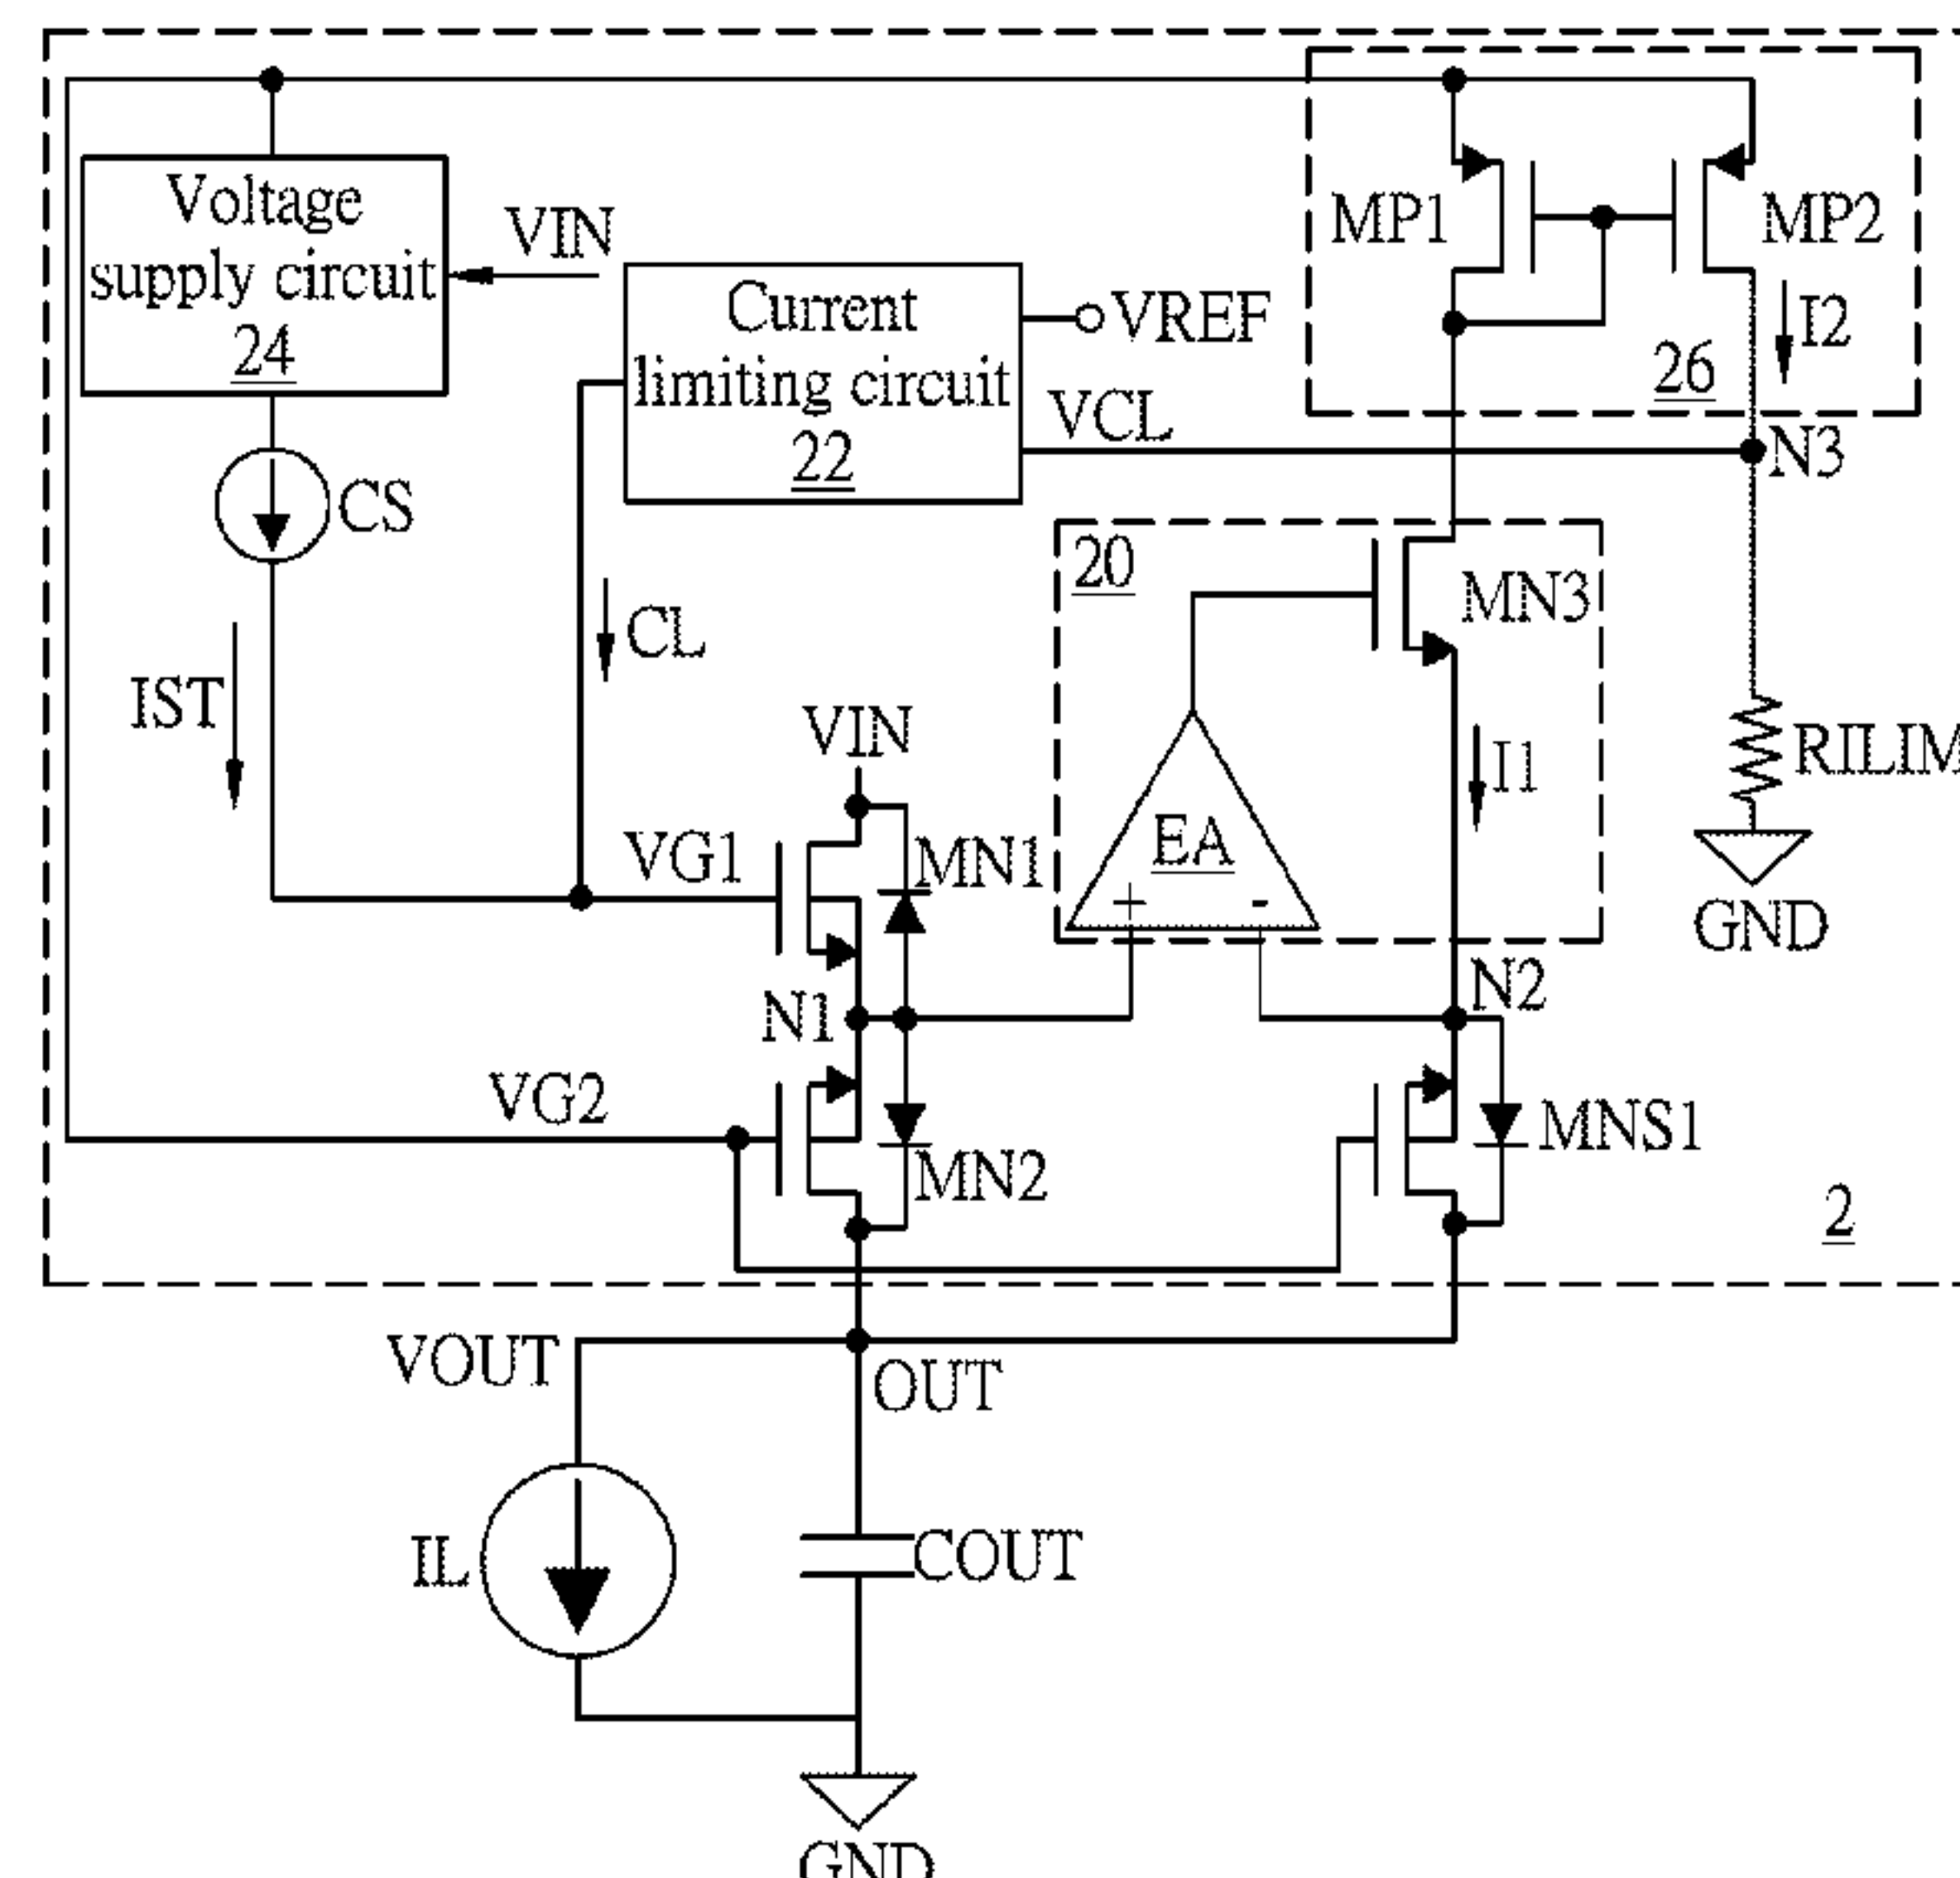 Voltage
supply circuit
24
VIN
Current
limiting circuit
22
VREF
VCL
MP1
MP2
I2
26
N3
CS
20
MN3
CL
IST
VIN
I1
RILIM
EA
+ -
VG1
MN1
GND
N1
N2
VG2
MN2
MNS1
2
VOUT
OUT
IL
COUT
GND